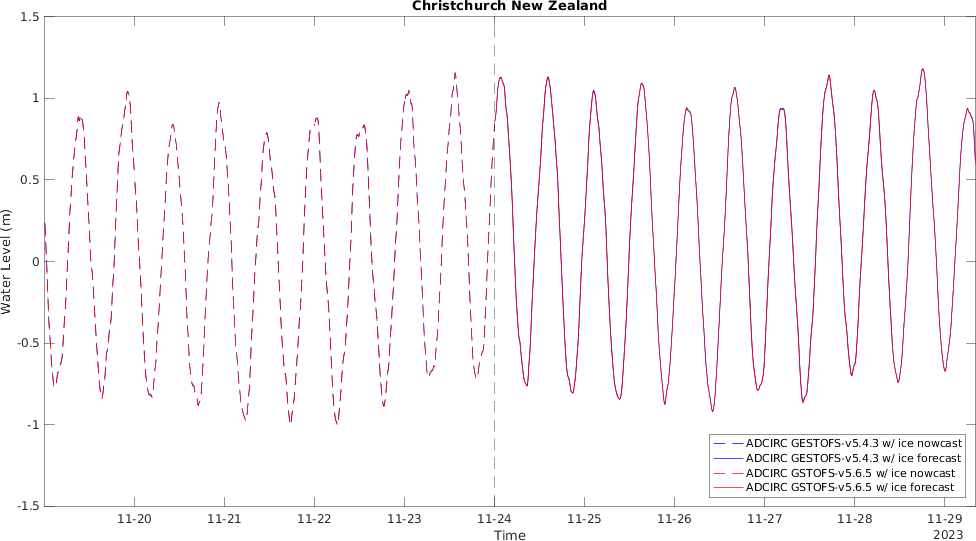 Christchurch New Zealand
1.5
1
0.5
0
-0.5
-1
-1.5
Water Level (m)
11-20 11-21 11-22 11-23 11-24 11-25 11-26 11-27 11-28 11-29
Time
2023
ADCIRC GESTOFS-v5.4.3 w/ ice nowcast
ADCIRC GESTOFS-v5.4.3 w/ ice forecast
ADCIRC GSTOFS-v5.6.5 w/ ice nowcast
ADCIRC GSTOFS-v5.6.5 w/ ice forecast